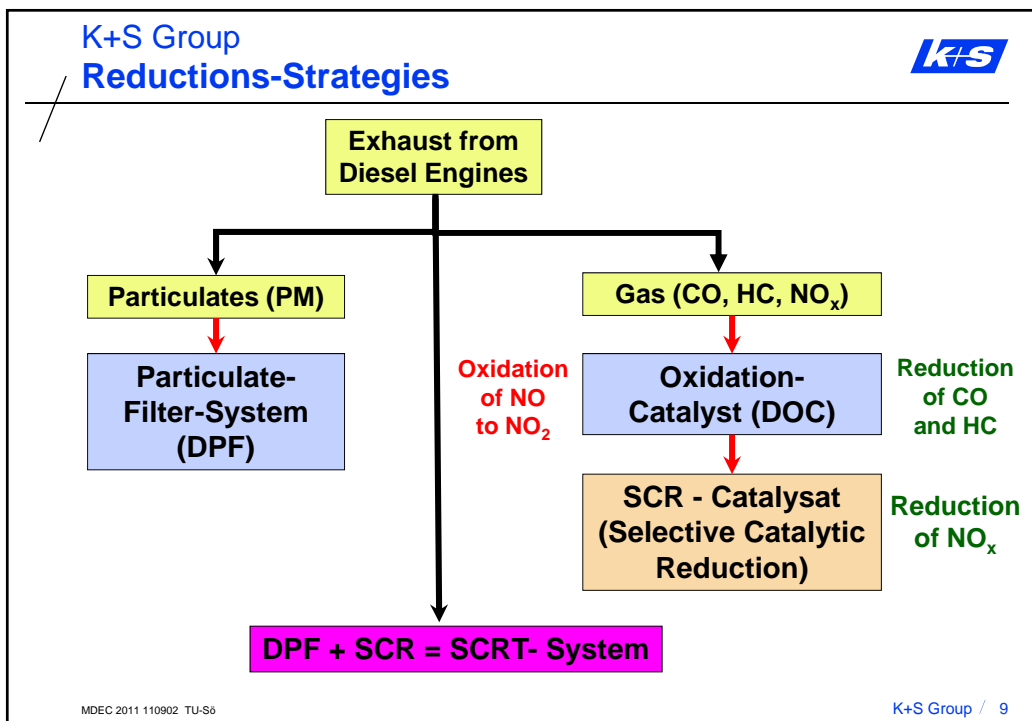 K+S Group
Reductions-Strategies
K+S
Exhaust from
Diesel Engines
Particulates (PM)
Gas (CO, HC, NOx)
Particulate-
Filter-System
(DPF)
Oxidation
of NO
to NO2
Oxidation-
Catalyst (DOC)
Reduction
of CO
and HC
SCR - Catalysat
(Selective Catalytic
Reduction)
Reduction
of NOx
DPF + SCR = SCRT- System
MDEC 2011 110902 TU-Sö
K+S Group / 9